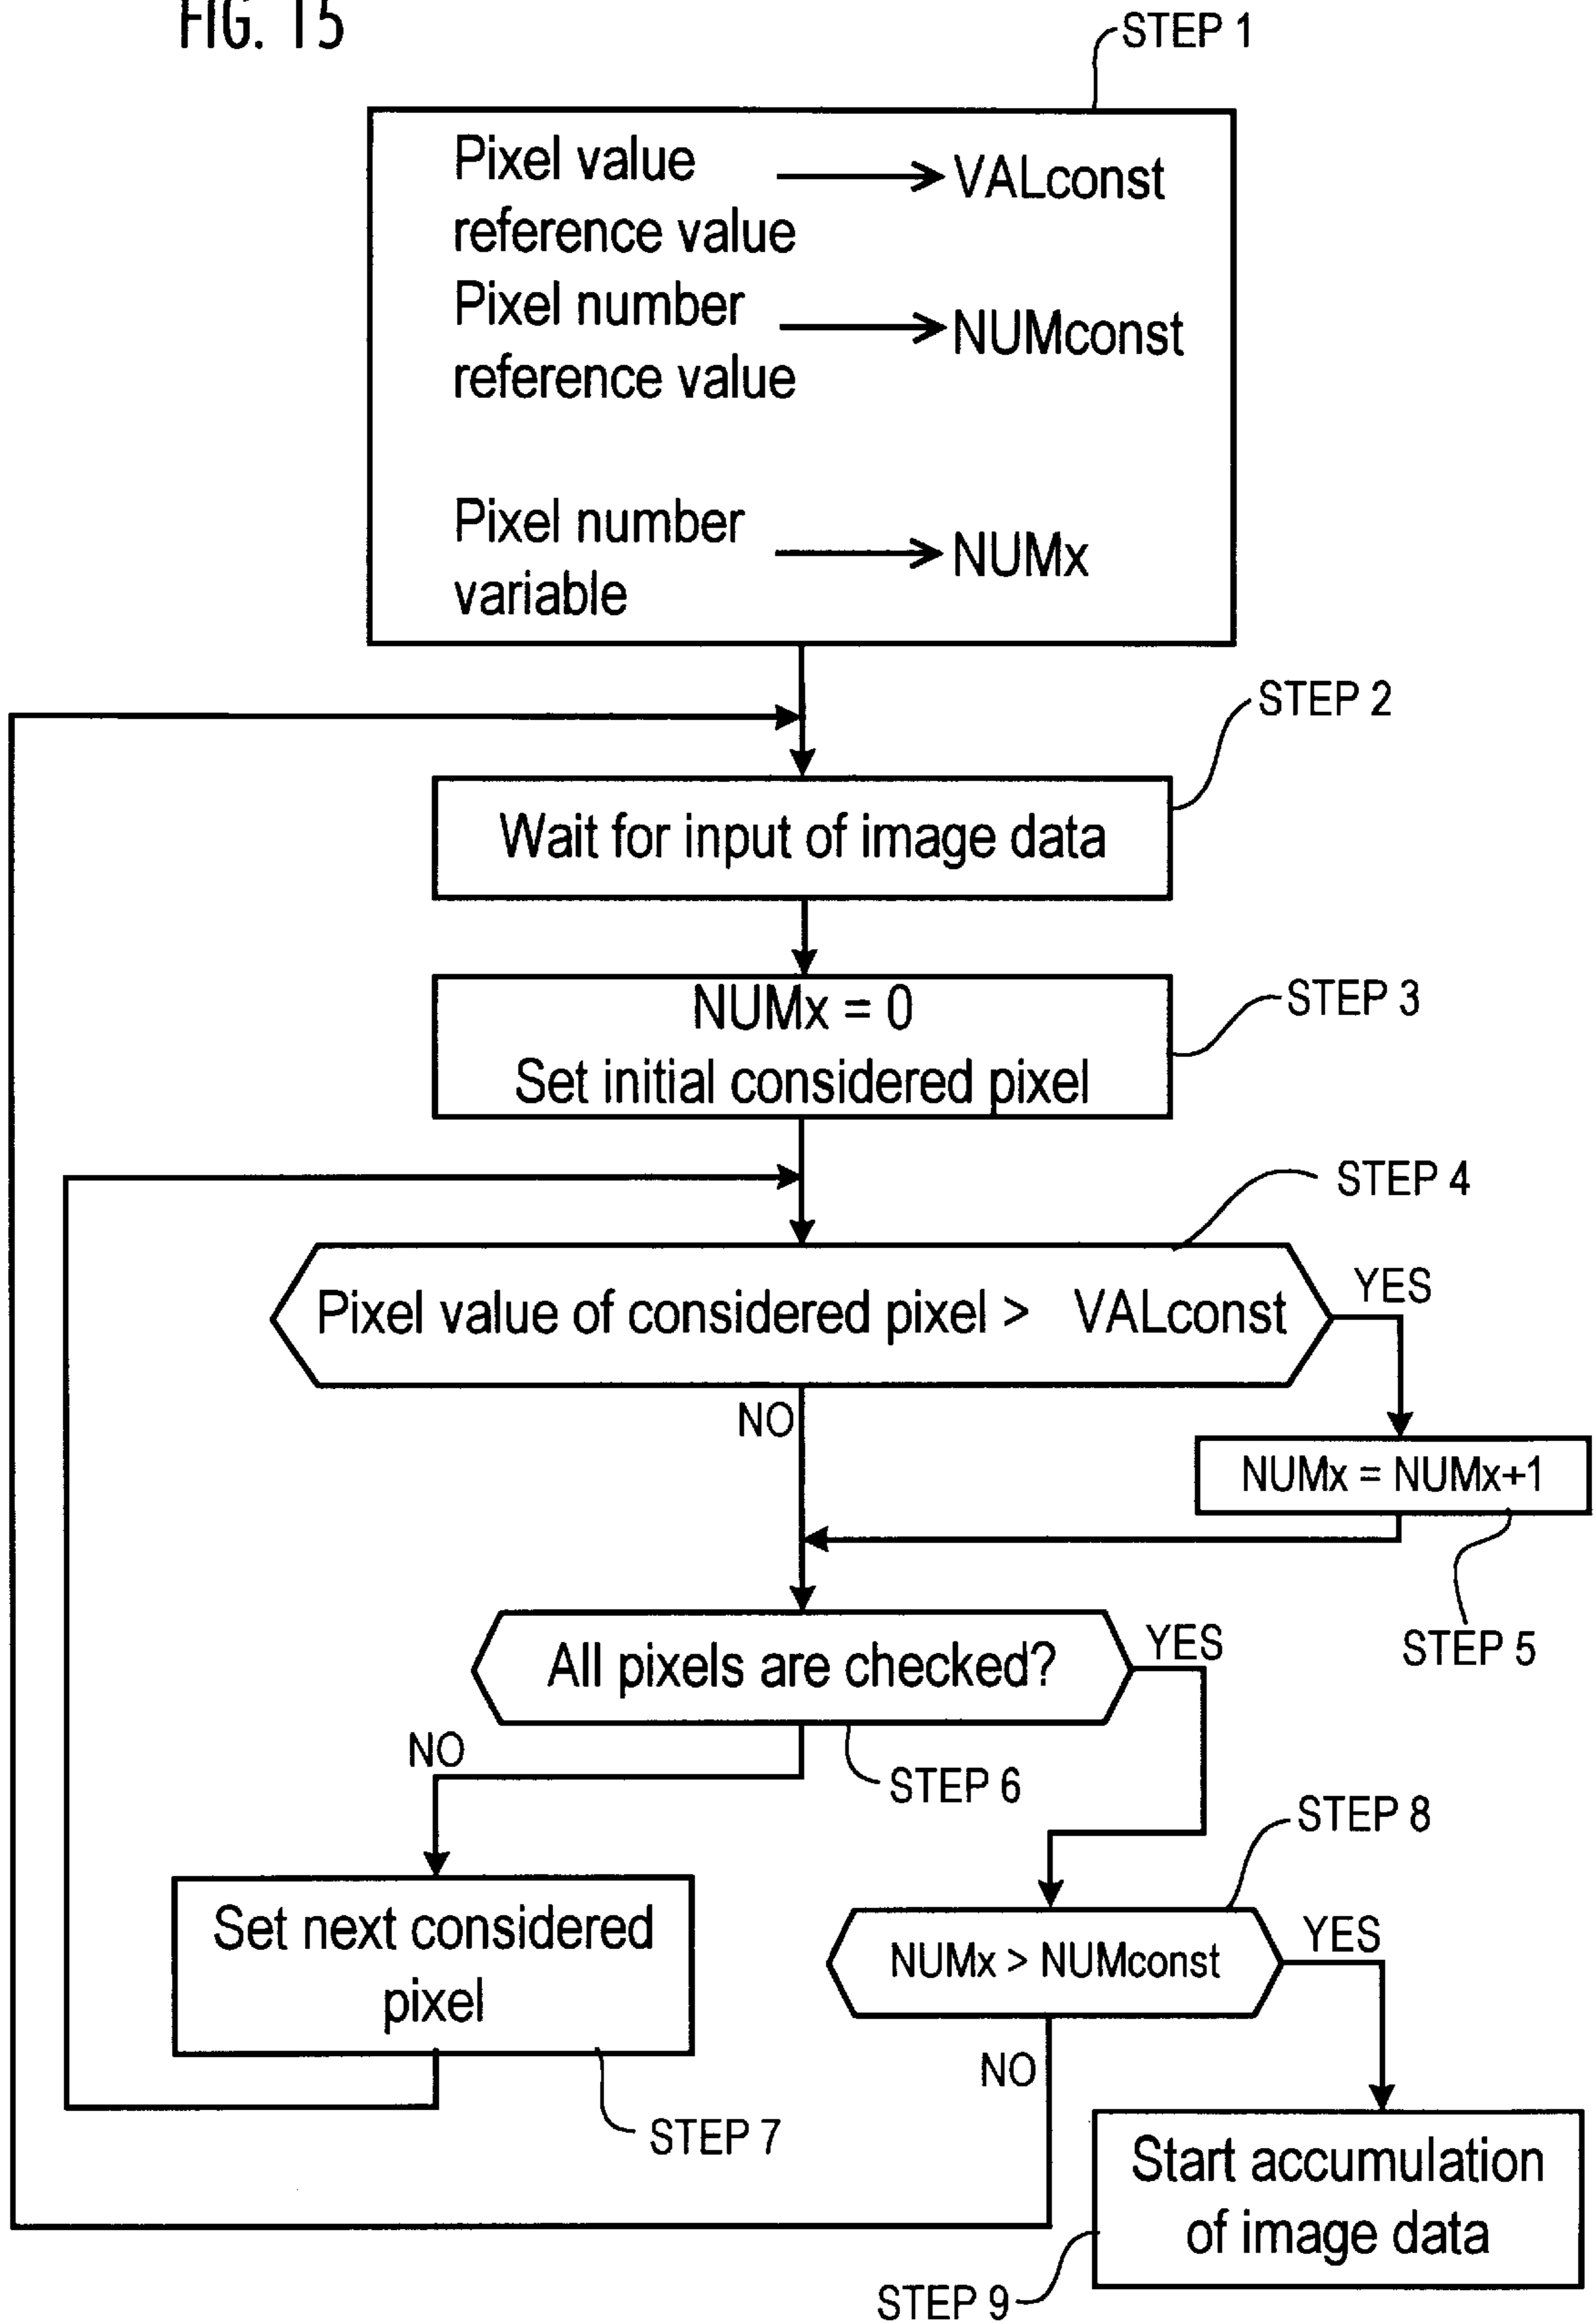 FIG. 15
STEP 1
Pixel value
reference value
VALconst
Pixel number
reference value
NUMconst
Pixel number
variable
NUMx
STEP 2
Wait for input of image data
STEP 3
NUMx = 0
Set initial considered pixel
STEP 4
Pixel value of considered pixel > VALconst
YES
NO
NUMx = NUMx+1
STEP 5
All pixels are checked?
YES
NO
STEP 6
STEP 8
Set next considered
pixel
STEP 7
NUMx > NUMconst
YES
NO
Start accumulation
of image data
STEP 9